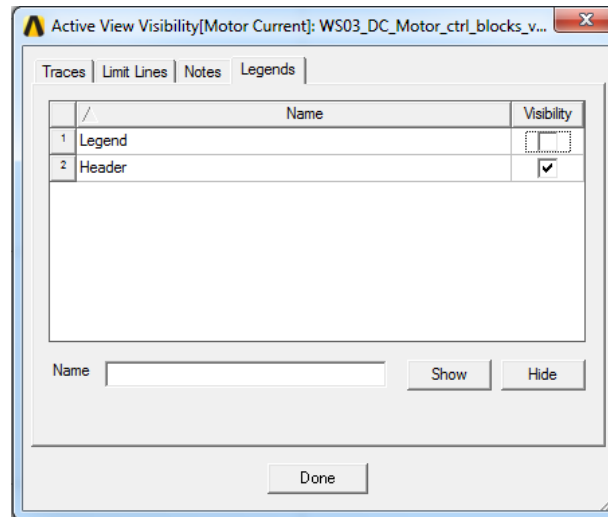 Active View Visibility[Motor Current]: WS03_DC_Motor_ctrl_blocks_v...
Traces Limit Lines Notes Legends
/ Name Visibility
1 Legend
2 Header
Name Show Hide
Done